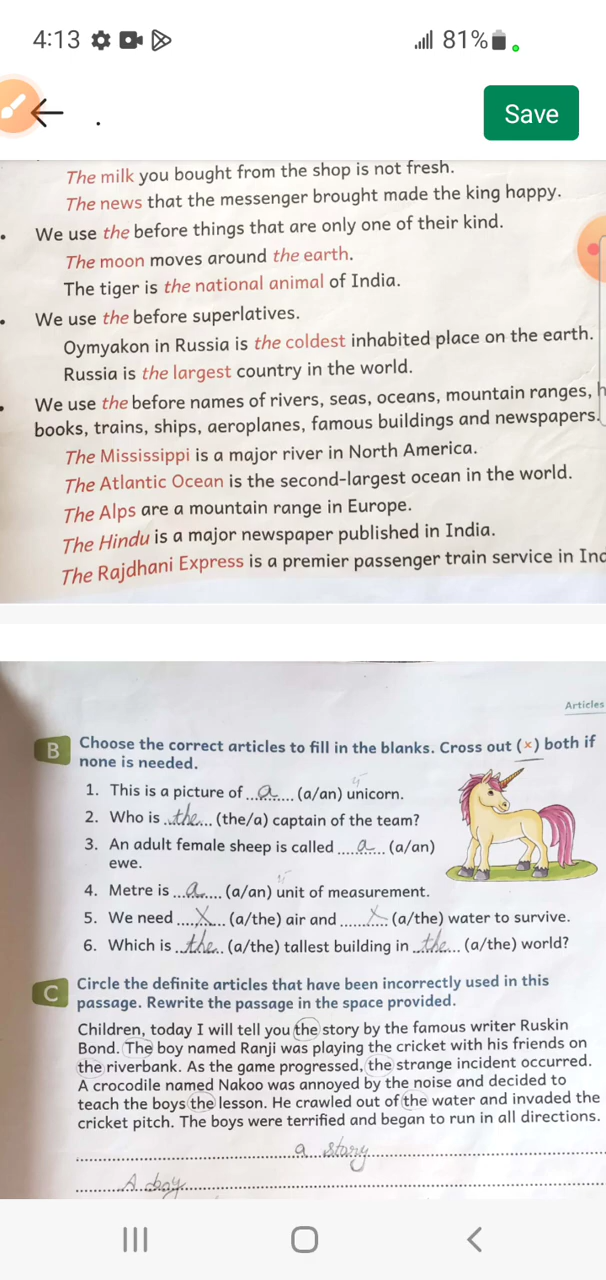 4:13
81%
.
Save
The milk you bought from the shop is not fresh.
The news that the messenger brought made the king happy.
• We use the before things that are only one of their kind.
The moon moves around the earth.
The tiger is the national animal of India.
• We use the before superlatives.
Oymyakon in Russia is the coldest inhabited place on the earth.
Russia is the largest country in the world.
• We use the before names of rivers, seas, oceans, mountain ranges, h
books, trains, ships, aeroplanes, famous buildings and newspapers.
The Mississippi is a major river in North America.
The Atlantic Ocean is the second-largest ocean in the world.
The Alps are a mountain range in Europe.
The Hindu is a major newspaper published in India.
The Rajdhani Express is a premier passenger train service in Ind
Articles
B Choose the correct articles to fill in the blanks. Cross out (×) both if
none is needed.
1. This is a picture of ...a..... (a/an) unicorn.
2. Who is ..the... (the/a) captain of the team?
3. An adult female sheep is called ....a.... (a/an)
ewe.
4. Metre is ...a.... (a/an) unit of measurement.
5. We need ....X.... (a/the) air and ........X (a/the) water to survive.
6. Which is ..the.. (a/the) tallest building in ..the... (a/the) world?
C Circle the definite articles that have been incorrectly used in this
passage. Rewrite the passage in the space provided.
Children, today I will tell you the story by the famous writer Ruskin
Bond. The boy named Ranji was playing the cricket with his friends on
the riverbank. As the game progressed, the strange incident occurred.
A crocodile named Nakoo was annoyed by the noise and decided to
teach the boys the lesson. He crawled out of the water and invaded the
cricket pitch. The boys were terrified and began to run in all directions.
a story
A boy